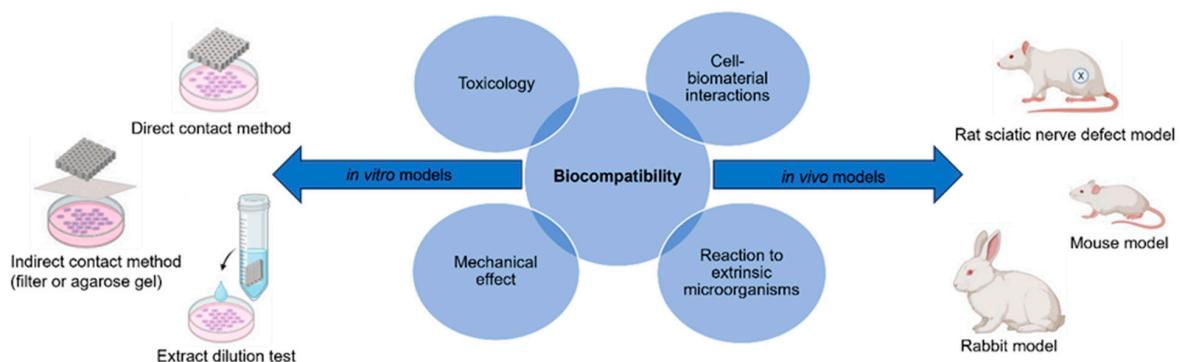 Direct contact method
Indirect contact method
(filter or agarose gel)
Extract dilution test
in vitro models
Toxicology
Cell-
biomaterial
interactions
Biocompatibility
Mechanical
effect
Reaction to
extrinsic
microorganisms
in vivo models
X
Rat sciatic nerve defect model
Mouse model
Rabbit model